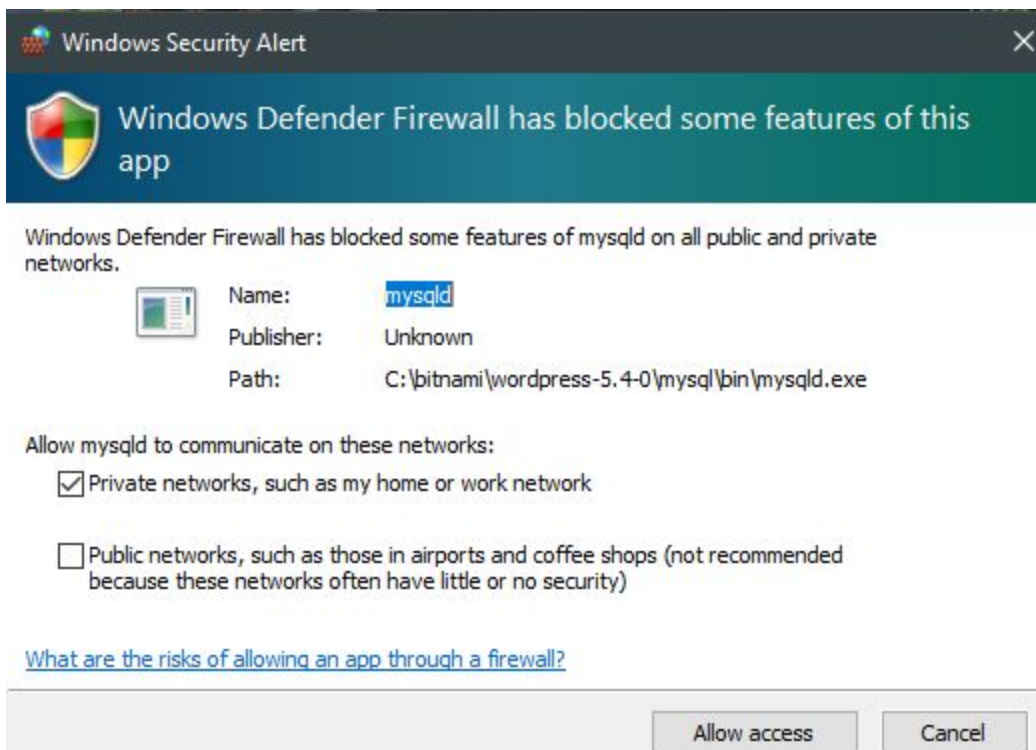 Windows Security Alert
Windows Defender Firewall has blocked some features of this
app
Windows Defender Firewall has blocked some features of mysqld on all public and private
networks.
Name: mysqld
Publisher: Unknown
Path: C:\bitnami\wordpress-5.4-0\mysql\bin\mysqld.exe
Allow mysqld to communicate on these networks:
Private networks, such as my home or work network
Public networks, such as those in airports and coffee shops (not recommended
because these networks often have little or no security)
What are the risks of allowing an app through a firewall?
Allow access Cancel